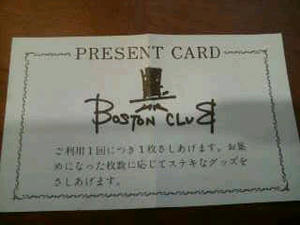 PRESENT CARD
BOSTON CLUB
ご利用1回につき1枚さしあげます。お集
めになった枚数に応じてステキなグッズを
さしあげます。